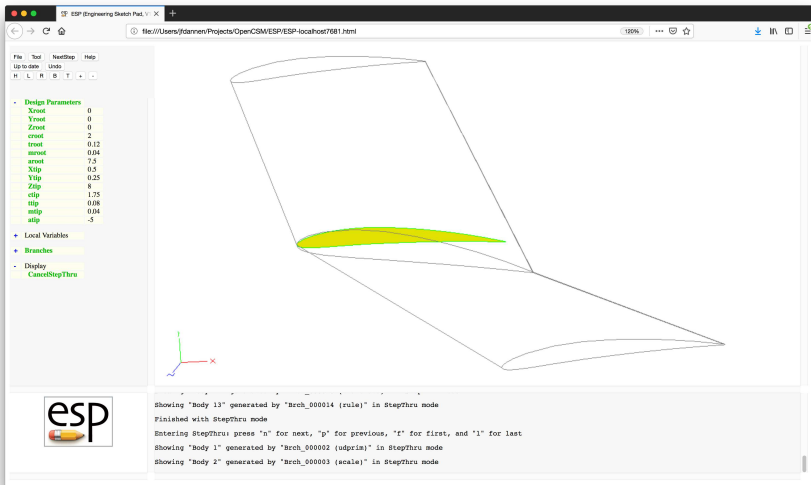 ESP (Engineering Sketch Pad, V1
file:///Users/jfdannen/Projects/OpenCSM/ESP/ESP-localhost7681.html
120%
File Tool NextStep Help
Up to date Undo
H L R B T + -
- Design Parameters
Xroot 0
Yroot 0
Zroot 0
croot 2
troot 0.12
mroot 0.04
aroot 7.5
Xtip 0.5
Ytip 0.25
Ztip 8
ctip 1.75
ttip 0.08
mtip 0.04
atip -5
+ Local Variables
+ Branches
- Display
CancelStepThru
X
esp
Showing "Body 13" generated by "Brch_000014 (rule)" in StepThru mode
Finished with StepThru mode
Entering StepThru: press "n" for next, "p" for previous, "f" for first, and "l" for last
Showing "Body 1" generated by "Brch_000002 (udprim)" in StepThru mode
Showing "Body 2" generated by "Brch_000003 (scale)" in StepThru mode